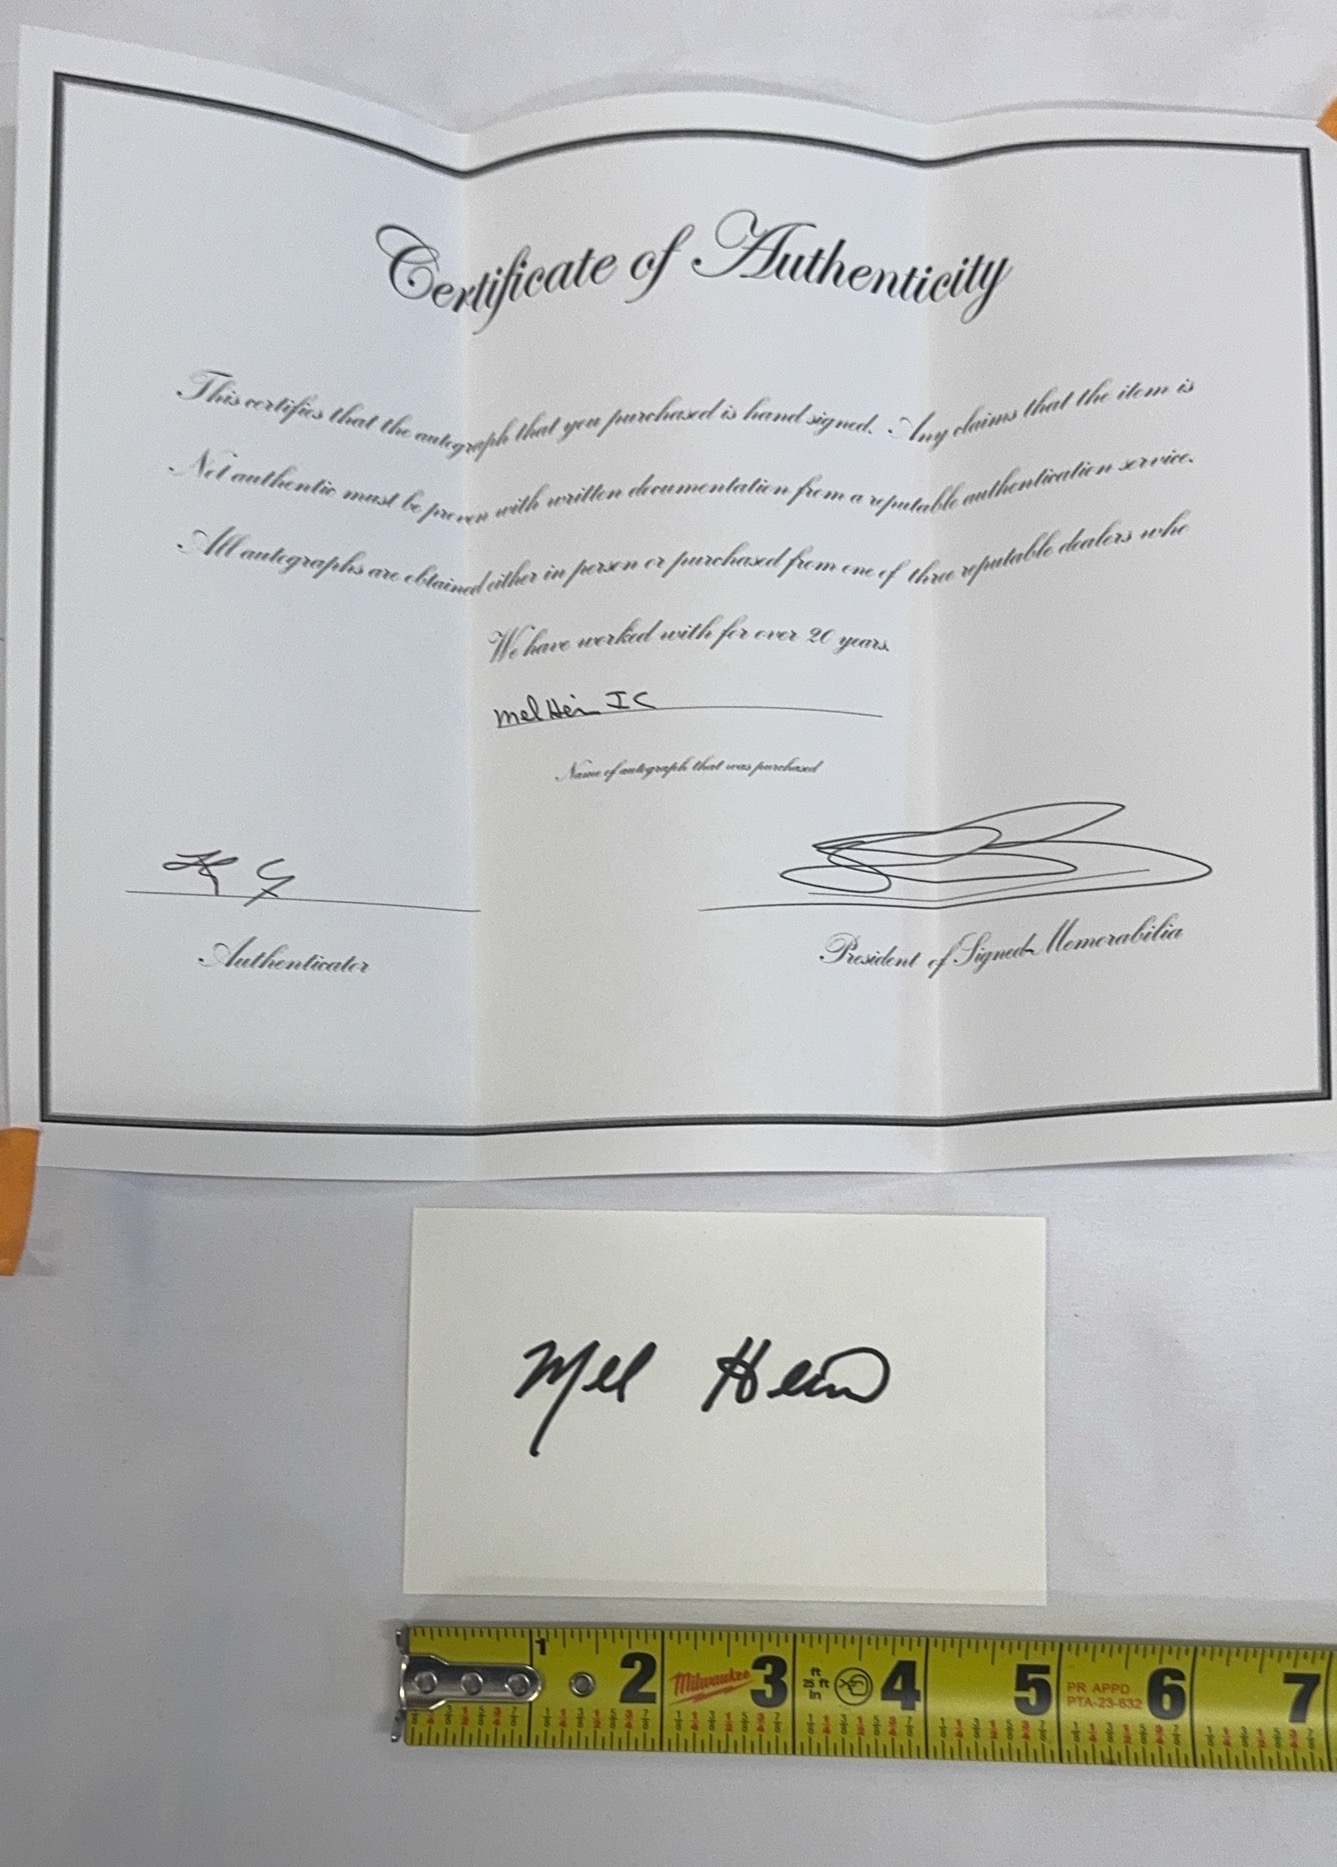 Certificate of Authenticity
This certifies that the autograph that you purchased is hand signed. Any claims that the item is
Not authentic must be proven with written documentation from a reputable authentication service.
All autographs are obtained either in person or purchased from one of three reputable dealers who
We have worked with for over 20 years.
Mel Hein IC
Name of autograph that was purchased
Authenticator
President of Signed Memorabilia
Mel Hein
1 2 Milwaukee 3 ft 25 ft in 4 5 PR APPD PTA-23-632 6 7